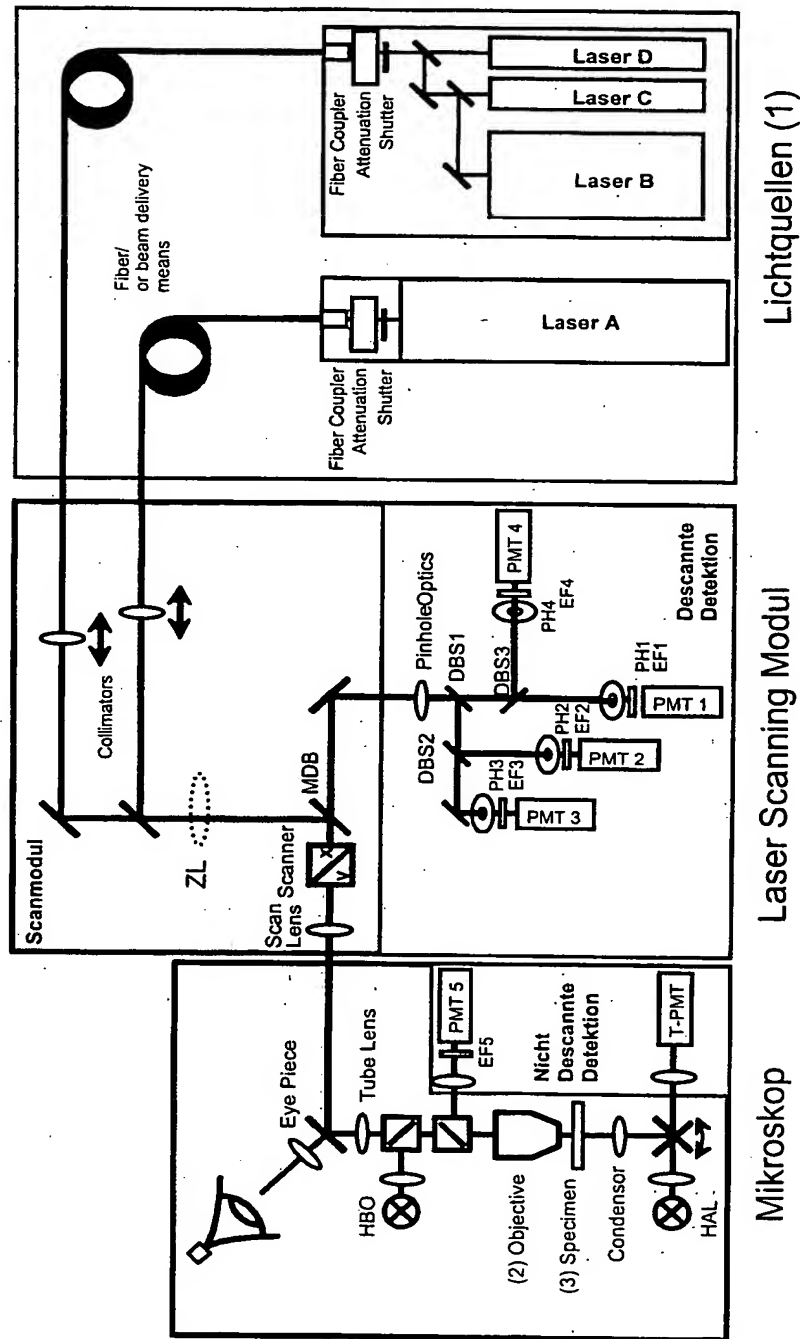 Eye Piece
Tube Lens
HBO
PMT 5
EF5
Nicht
Descannte
Detektion
(2) Objective
(3) Specimen
Condensor
HAL
T-PMT
Mikroskop
Scanmodul
Collimators
ZL
MDB
Scan
Lens
Scanner
PinholeOptics
DBS1
DBS2
DBS3
PMT 4
PH4
EF4
PH1
EF1
PMT 1
PH2
EF2
PMT 2
PH3
EF3
PMT 3
Descannte
Detektion
Laser Scanning Modul
Fiber/
or beam delivery
means
Fiber Coupler
Attenuation
Shutter
Laser A
Fiber Coupler
Attenuation
Shutter
Laser D
Laser C
Laser B
Lichtquellen (1)